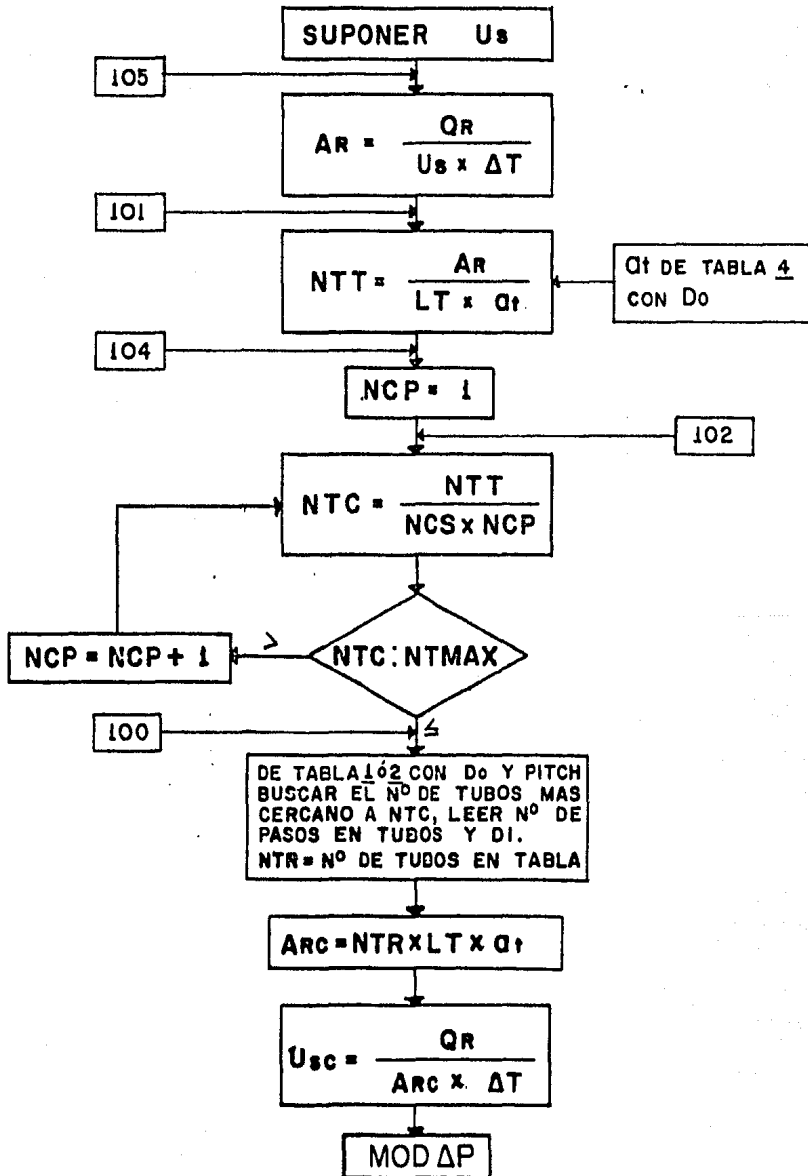 SUPONER Us
105
AR = QR
Us x ΔT
101
NTT = AR
LT x at
at DE TABLA 4
CON Do
104
NCP = 1
102
NTC = NTT
NCS x NCP
NCP = NCP + 1
>
NTC : NTMAX
100
≤
DE TABLA 1ó2 CON Do Y PITCH
BUSCAR EL Nº DE TUBOS MAS
CERCANO A NTC, LEER Nº DE
PASOS EN TUBOS Y DI.
NTR = Nº DE TUBOS EN TABLA
ARC = NTR X LT X at
Usc = QR
ARC x ΔT
MOD ΔP